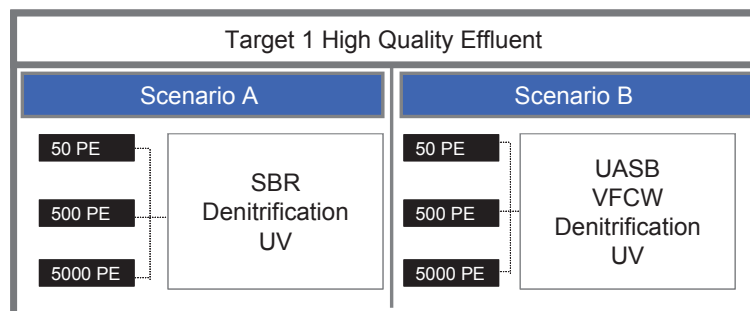 Target 1 High Quality Effluent
Scenario A
50 PE
500 PE
5000 PE
SBR
Denitrification
UV
Scenario B
50 PE
500 PE
5000 PE
UASB
VFCW
Denitrification
UV